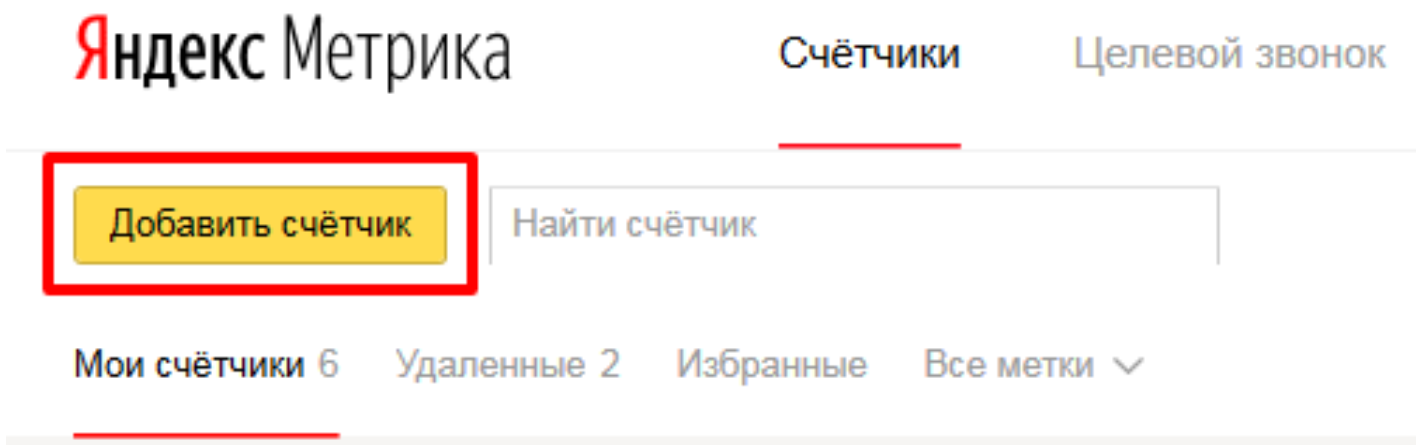 Яндекс Метрика Счётчики Целевой звонок
Добавить счётчик Найти счётчик
Мои счётчики 6 Удаленные 2 Избранные Все метки